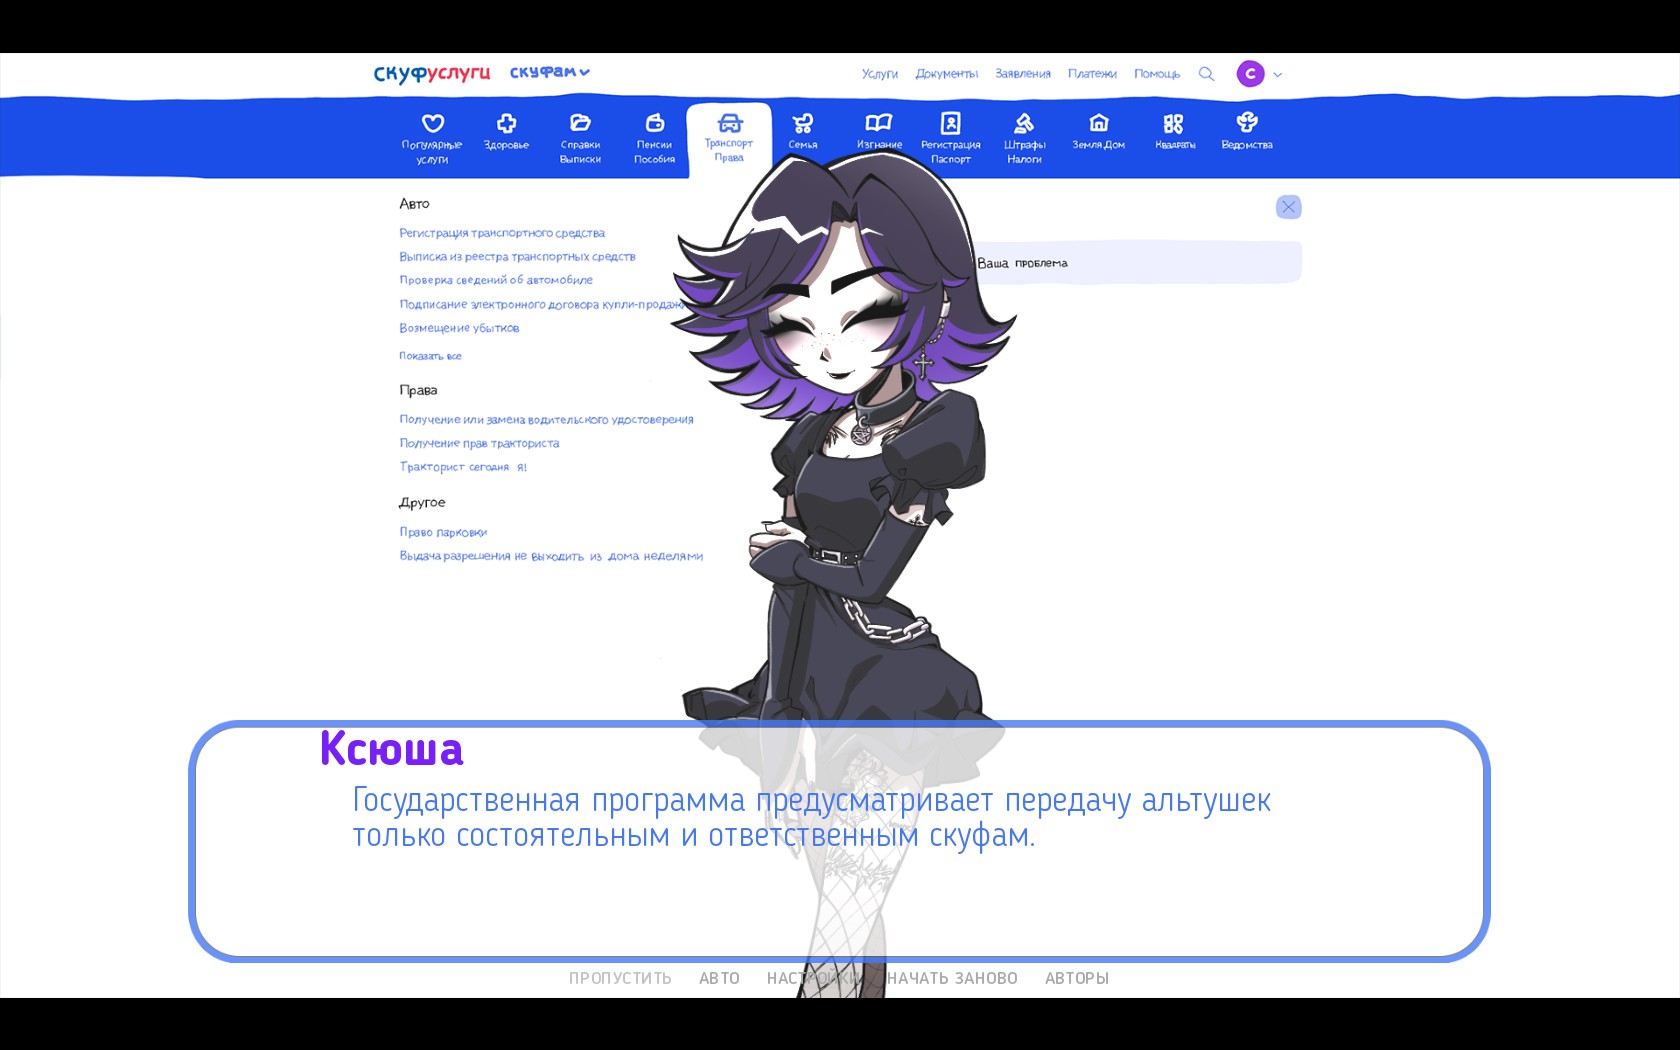 СКУФУСЛУГЦ СКУФАМ Услуги Документы Заявления Платежи Помощь С
Популярные услуги
Здоровье
Справки Выписки
Пенсии Пособия
Транспорт Права
Семья
Изгнание
Регистрация Паспорт
Штрафы Налоги
Земля Дом
Квадраты
Ведомства
Авто
Регистрация транспортного средства
Выписка из реестра транспортных средств
Проверка сведений об автомобиле
Подписание электронного договора купли-продажи
Возмещение убытков
Показать все
Права
Получение или замена водительского удостоверения
Получение прав тракториста
Тракторист сегодня я!
Другое
Право парковки
Выдача разрешения не выходить из дома неделями
Ваша проблема
Ксюша
Государственная программа предусматривает передачу альтушек
только состоятельным и ответственным скуфам.
ПРОПУСТИТЬ АВТО НАСТРОЙКИ НАЧАТЬ ЗАНОВО АВТОРЫ